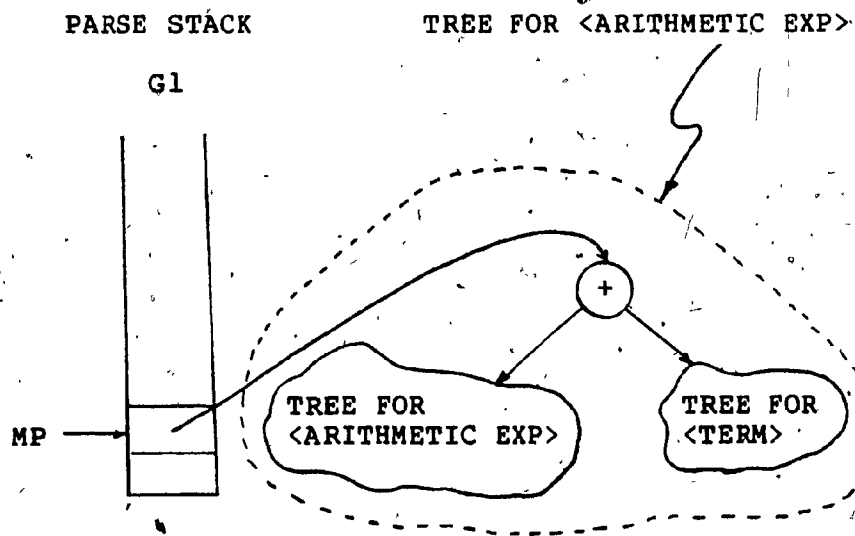 PARSE STACK
TREE FOR <ARITHMETIC EXP>
G1
+
TREE FOR
<ARITHMETIC EXP>
TREE FOR
<TERM>
MP